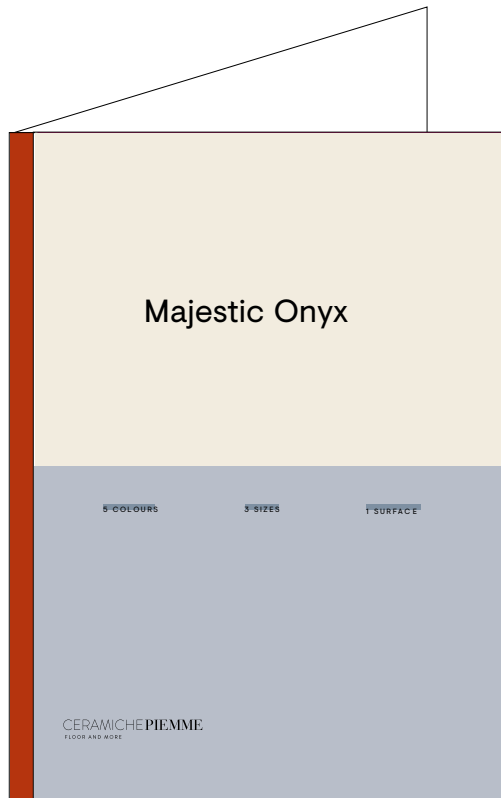 Majestic Onyx
5 COLOURS
3 SIZES
1 SURFACE
CERAMICHE PIEMME
FLOOR AND MORE